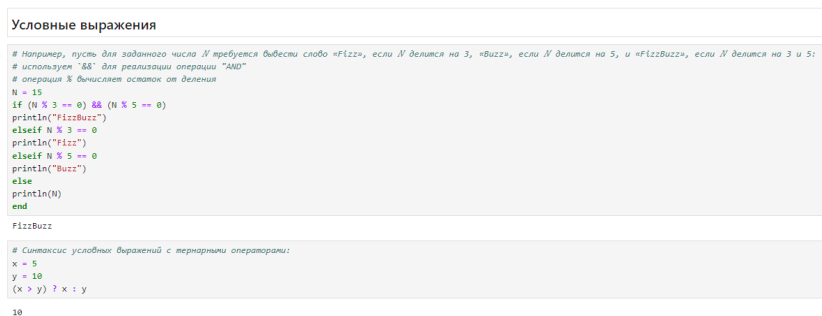 Условные выражения
# Например, пусть для заданного числа N требуется вывести слово «Fizz», если N делится на 3, «Buzz», если N делится на 5, и «FizzBuzz», если N делится на 3 и 5:
# используем `&&` для реализации операции "AND"
# операция % вычисляет остаток от деления
N = 15
if (N % 3 == 0) && (N % 5 == 0)
println("FizzBuzz")
elseif N % 3 == 0
println("Fizz")
elseif N % 5 == 0
println("Buzz")
else
println(N)
end
FizzBuzz
# Синтаксис условных выражений с тернарными операторами:
x = 5
y = 10
(x > y) ? x : y
10